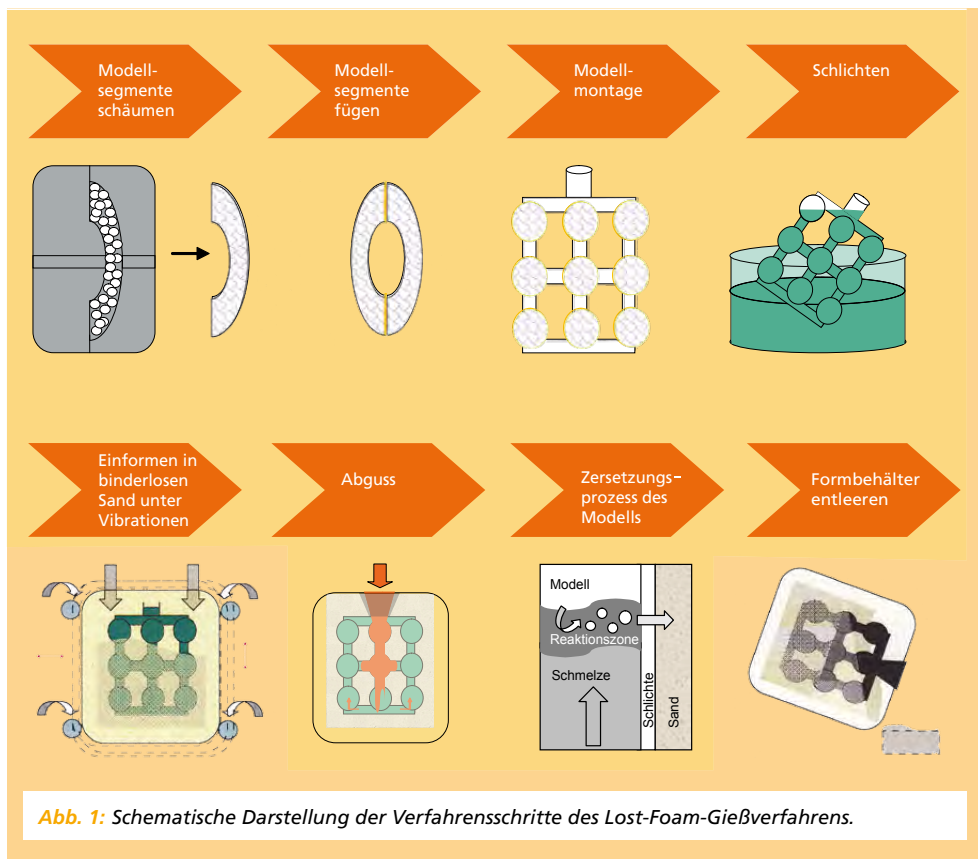 Modell-
segmente
schäumen
Modell-
segmente
fügen
Modell-
montage
Schlichten
Einformen in
binderlosen
Sand unter
Vibrationen
Abguss
Zersetzungs-
prozess des
Modells
Formbehälter
entleeren
Modell
Reaktionszone
Schmelze
Schlichte
Sand
Abb. 1: Schematische Darstellung der Verfahrensschritte des Lost-Foam-Gießverfahrens.